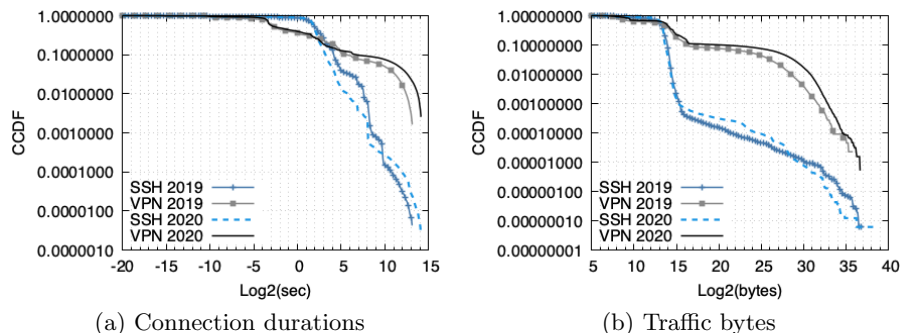 CCDF
1.0000000
0.1000000
0.0100000
0.0010000
0.0001000
0.0000100
0.0000010
SSH 2019
VPN 2019
SSH 2020
VPN 2020
-20 -15 -10 -5 0 5 10 15
Log2(sec)
(a) Connection durations
CCDF
1.00000000
0.10000000
0.01000000
0.00100000
0.00010000
0.00001000
0.00000100
0.00000010
0.00000001
SSH 2019
VPN 2019
SSH 2020
VPN 2020
5 10 15 20 25 30 35 40
Log2(bytes)
(b) Traffic bytes